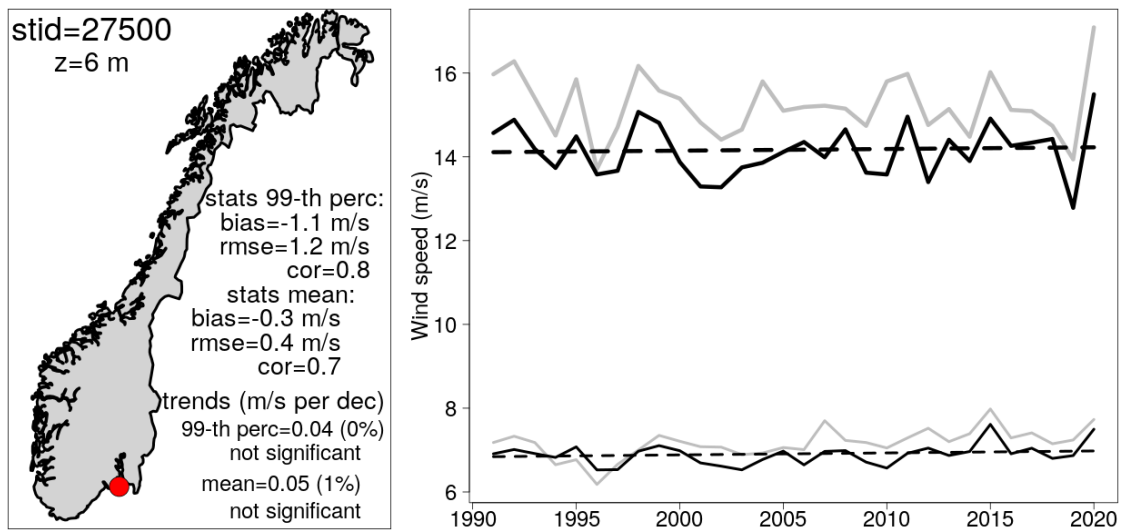 stid=27500
z=6 m
stats 99-th perc:
bias=-1.1 m/s
rmse=1.2 m/s
cor=0.8
stats mean:
bias=-0.3 m/s
rmse=0.4 m/s
cor=0.7
trends (m/s per dec)
99-th perc=0.04 (0%)
not significant
mean=0.05 (1%)
not significant
Wind speed (m/s)
16
14
12
10
8
6
1990 1995 2000 2005 2010 2015 2020